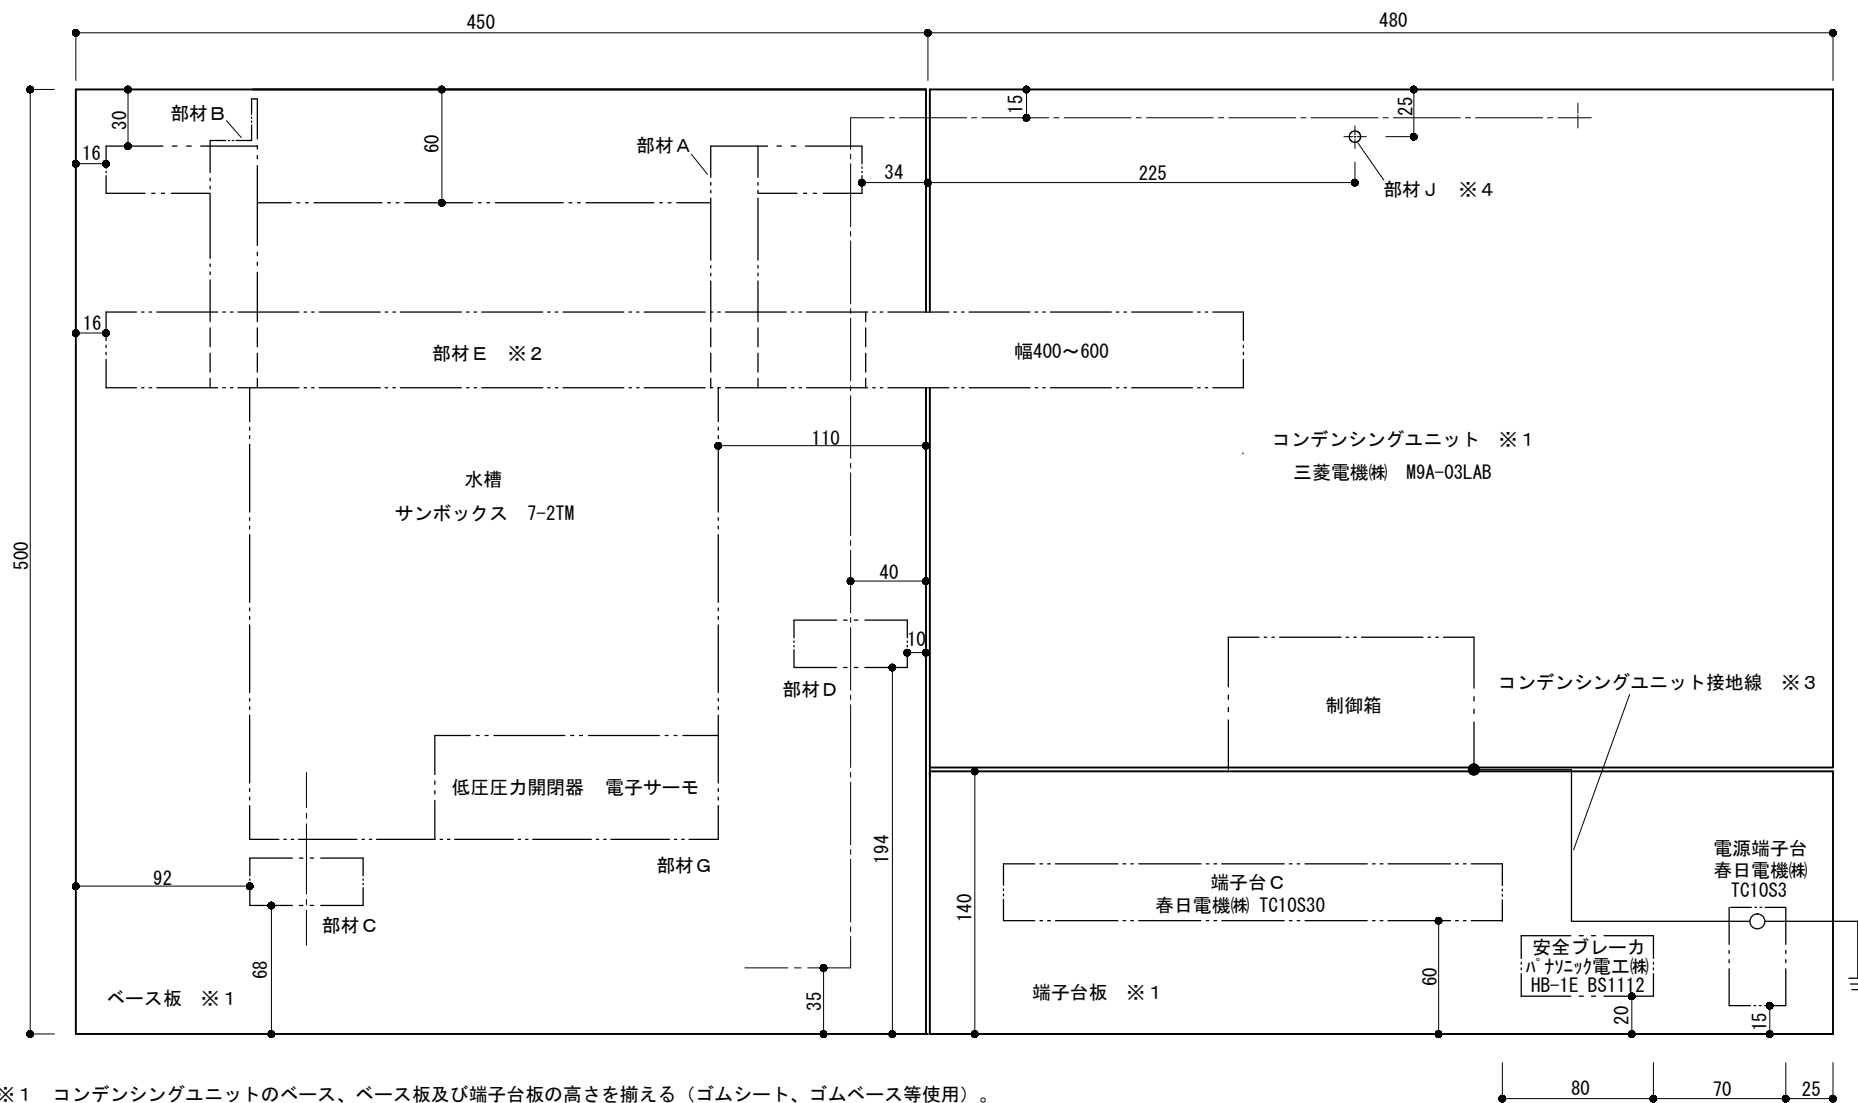 450
480
30
部材B
60
部材A
15
25
16
34
225
部材J ※4
16
部材E ※2
幅400～600
110
コンデンシングユニット ※1
三菱電機㈱ M9A-03LAB
水槽
サンボックス 7-2TM
500
40
10
部材D
コンデンシングユニット接地線 ※3
制御箱
低圧圧力開閉器 電子サーモ
194
部材G
92
部材C
68
140
端子台C
春日電機㈱ TC10S30
電源端子台
春日電機㈱
TC10S3
安全ブレーカ
パナソニック電工㈱
HB-1E BS1112
60
20
15
ベース板 ※1
35
端子台板 ※1
80
70
25
※1 コンデンシングユニットのベース、ベース板及び端子台板の高さを揃える（ゴムシート、ゴムベース等使用）。